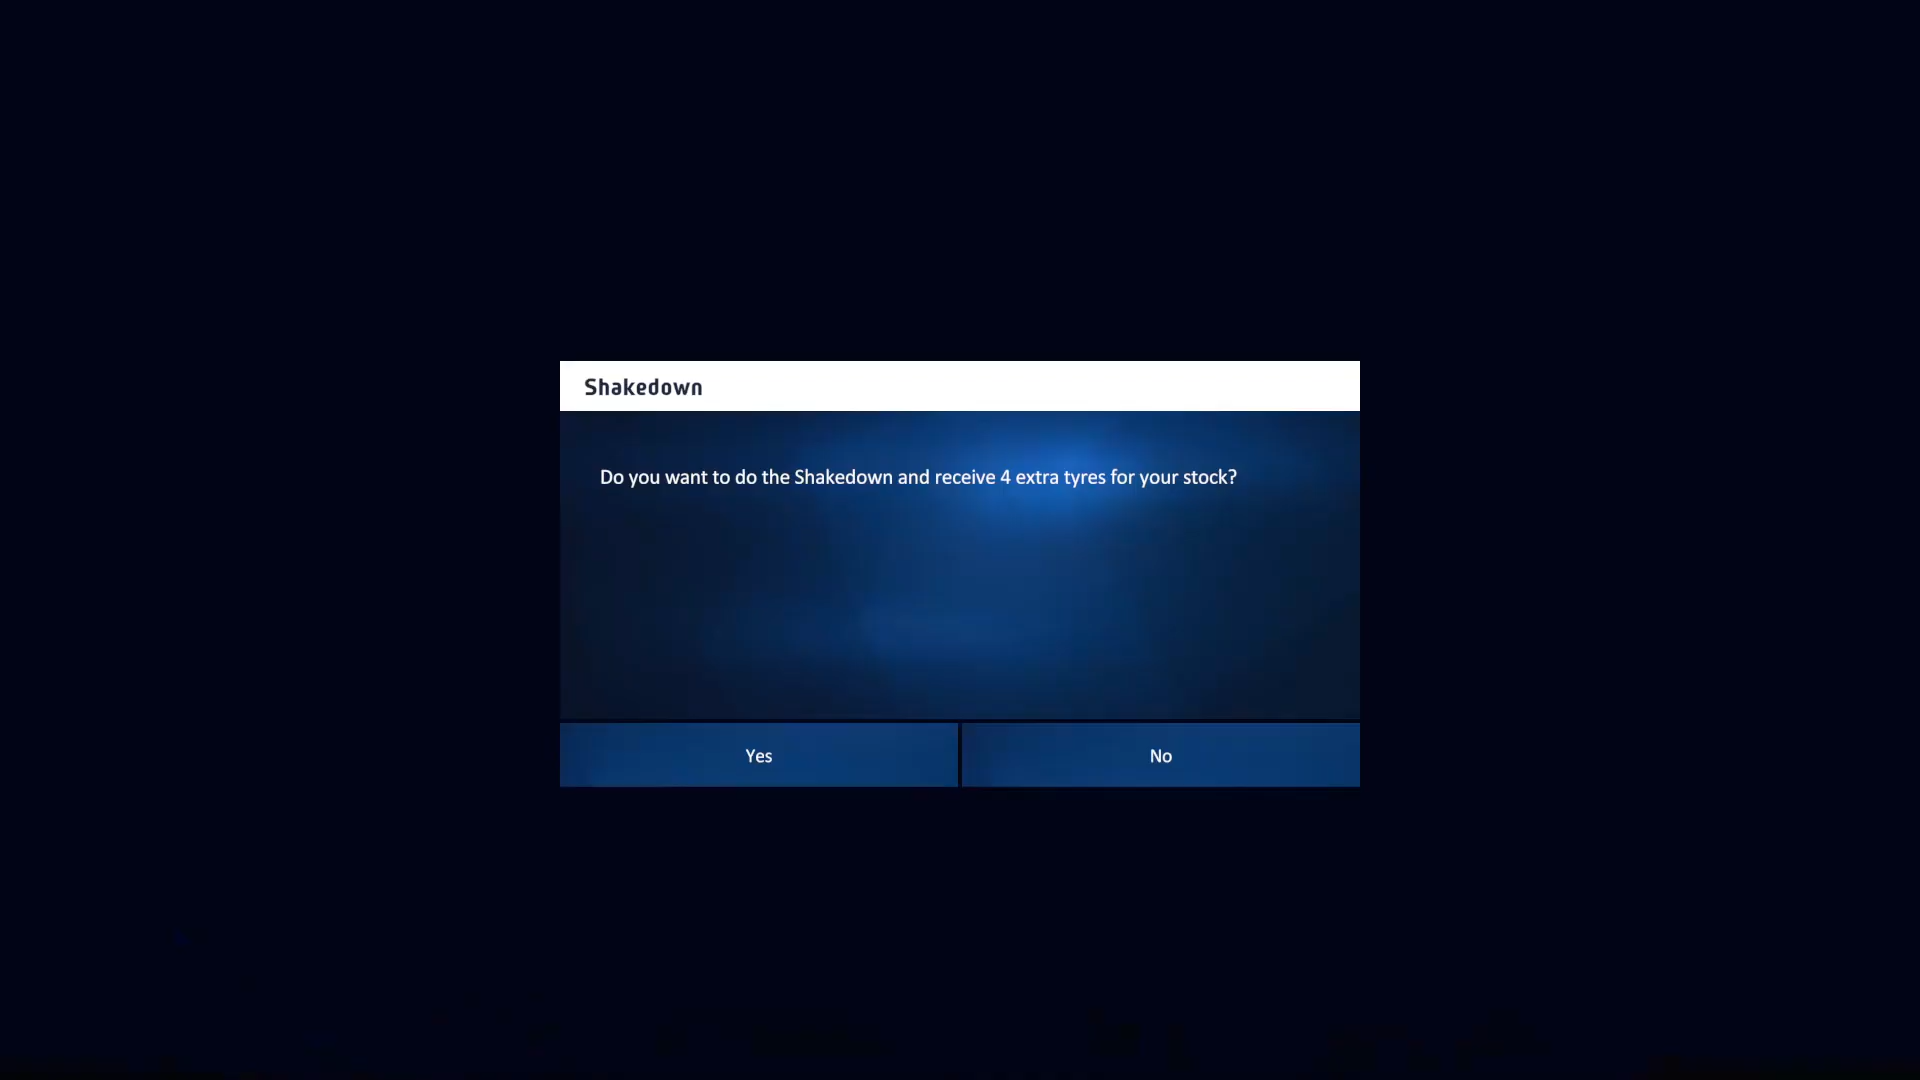 Shakedown
Do you want to do the Shakedown and receive 4 extra tyres for your stock?
Yes
No